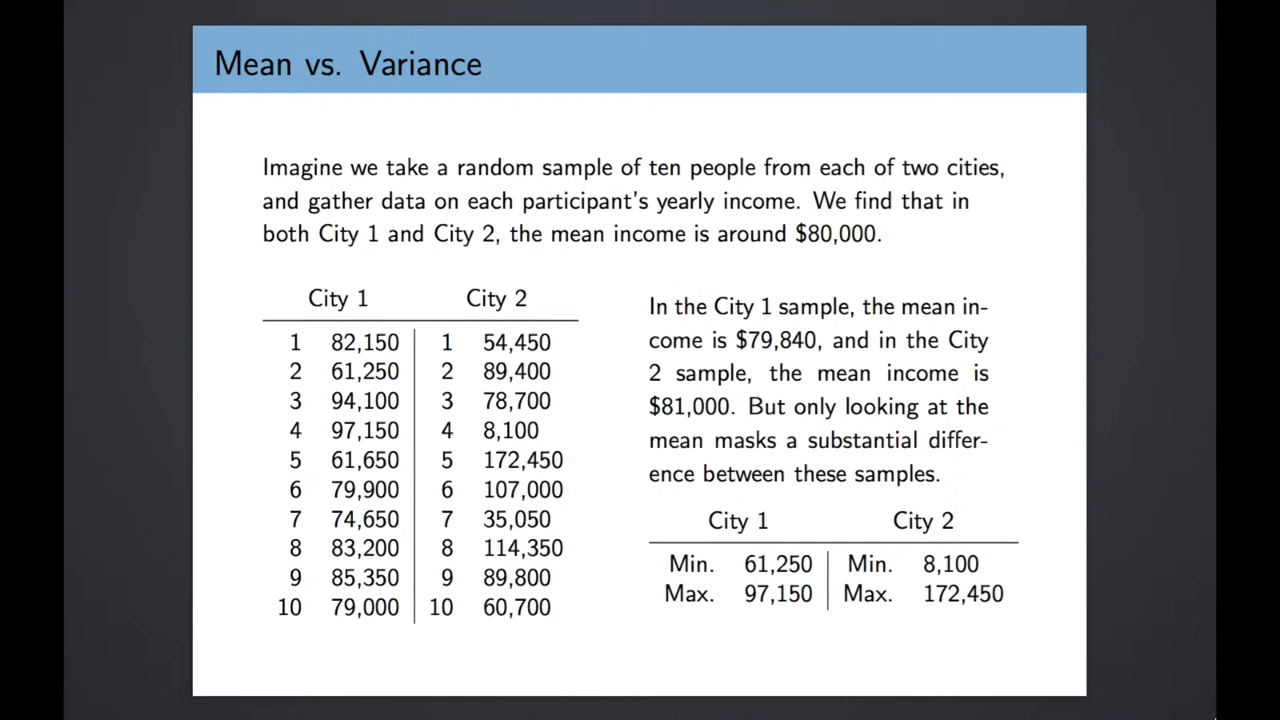 Mean vs. Variance
Imagine we take a random sample of ten people from each of two cities,
and gather data on each participant's yearly income. We find that in
both City 1 and City 2, the mean income is around $80,000.
City 1 City 2
1 82,150 1 54,450
2 61,250 2 89,400
3 94,100 3 78,700
4 97,150 4 8,100
5 61,650 5 172,450
6 79,900 6 107,000
7 74,650 7 35,050
8 83,200 8 114,350
9 85,350 9 89,800
10 79,000 10 60,700
In the City 1 sample, the mean in-
come is $79,840, and in the City
2 sample, the mean income is
$81,000. But only looking at the
mean masks a substantial differ-
ence between these samples.
City 1 City 2
Min. 61,250 Min. 8,100
Max. 97,150 Max. 172,450